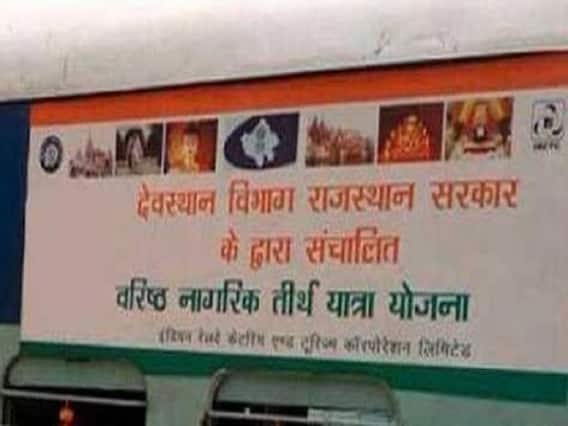 देवस्थान विभाग राजस्थान सरकार
के द्वारा संचालित
वरिष्ठ नागरिक तीर्थ यात्रा योजना
इंडियन रेलवे केटरिंग एण्ड टूरिज्म कॉरपोरेशन लिमिटेड